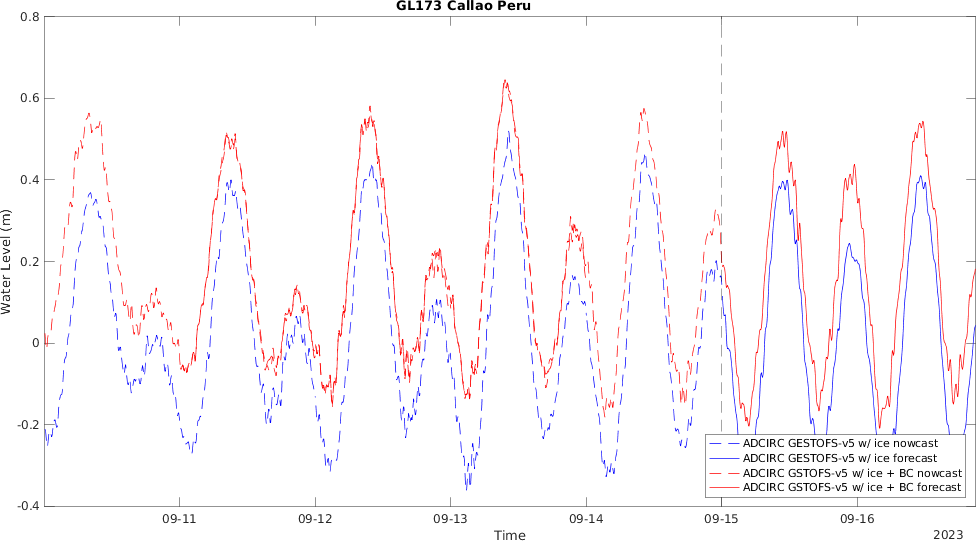 GL173 Callao Peru
0.8
0.6
0.4
0.2
0
-0.2
-0.4
Water Level (m)
09-11
09-12
09-13
09-14
09-15
09-16
Time
2023
ADCIRC GESTOFS-v5 w/ ice nowcast
ADCIRC GESTOFS-v5 w/ ice forecast
ADCIRC GSTOFS-v5 w/ ice + BC nowcast
ADCIRC GSTOFS-v5 w/ ice + BC forecast